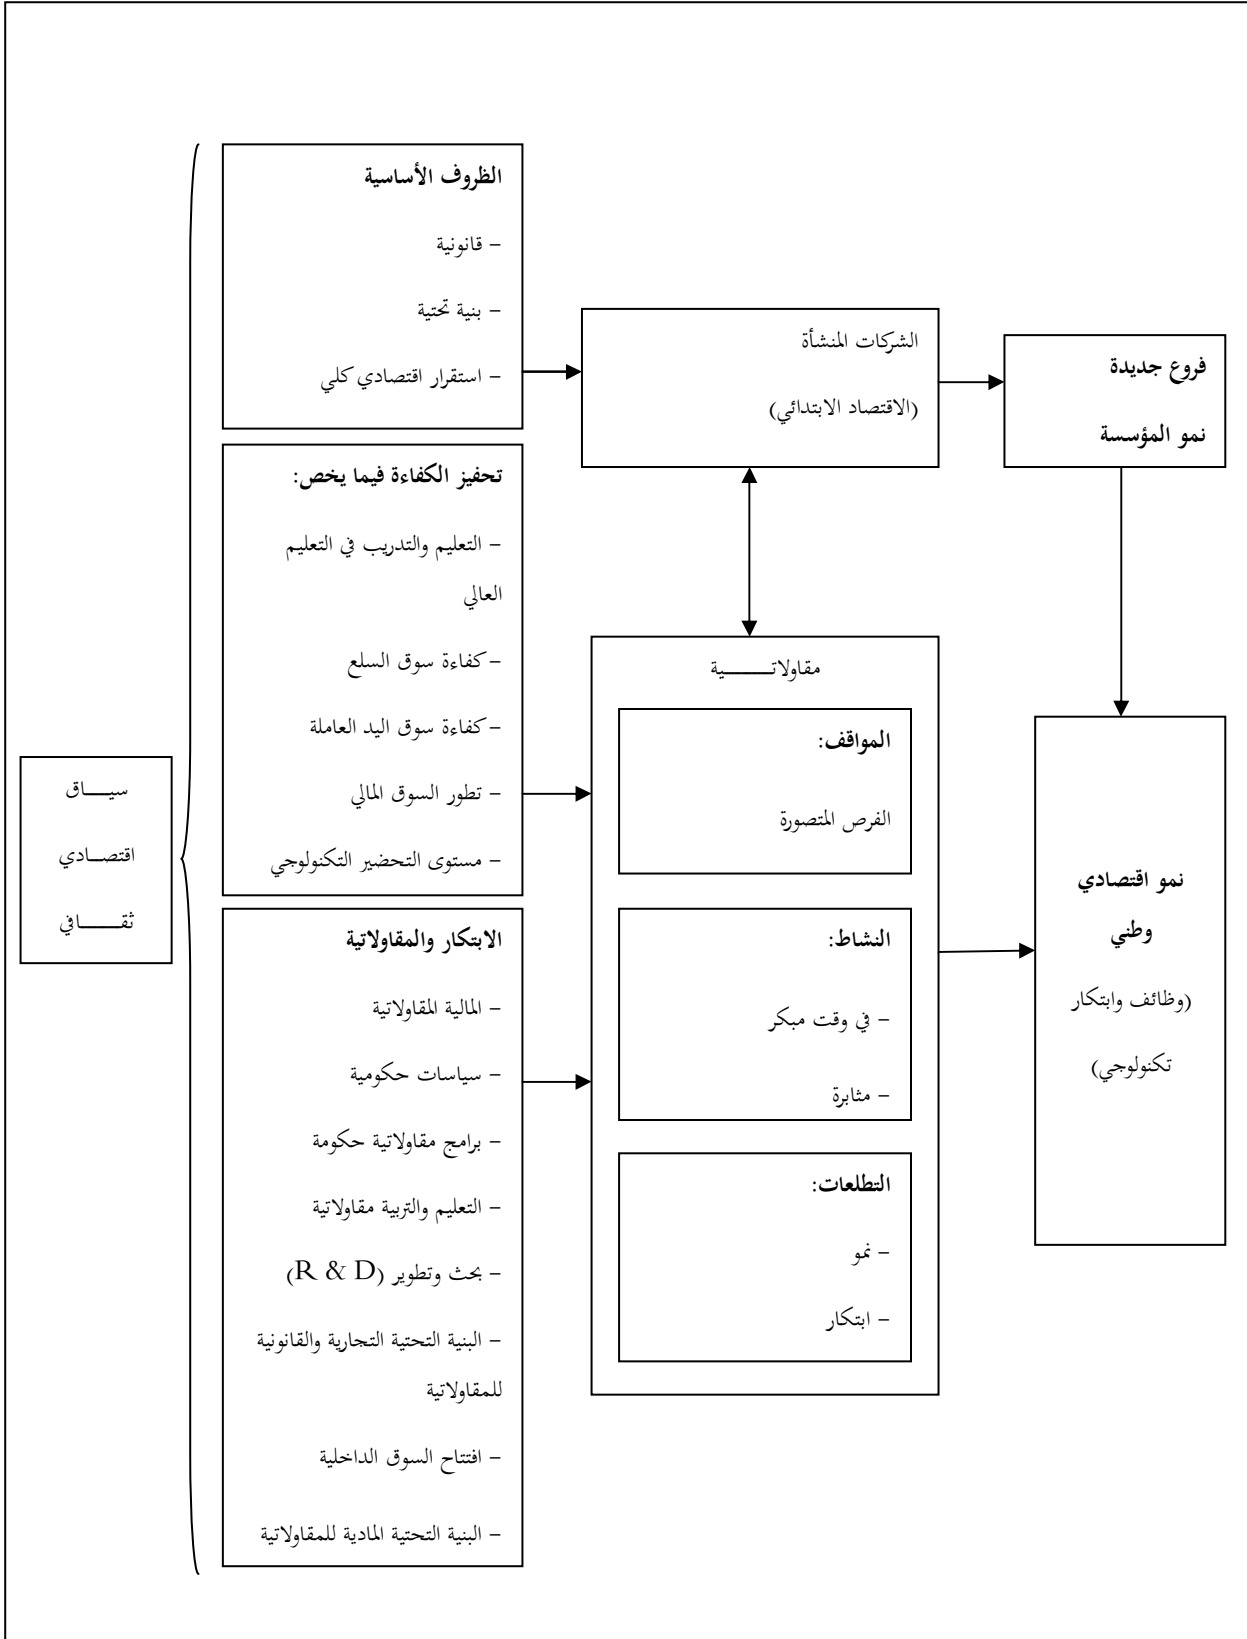 الظروف الأساسية
– قانونية
– بنية تحتية
– استقرار اقتصادي كلي
تحفيز الكفاءة فيما يخص:
– التعليم والتدريب في التعليم
العالي
– كفاءة سوق السلع
– كفاءة سوق اليد العاملة
– تطور السوق المالي
– مستوى التحضير التكنولوجي
الابتكار والمقاولاتية
– المالية المقاولاتية
– سياسات حكومية
– برامج مقاولاتية حكومة
– التعليم والتربية مقاولاتية
– بحث وتطوير (R & D)
– البنية التحتية التجارية والقانونية
للمقاولاتية
– افتتاح السوق الداخلية
– البنية التحتية المادية للمقاولاتية
سيـــاق
اقتصــادي
ثقــــافي
الشركات المنشأة
(الاقتصاد الابتدائي)
فروع جديدة
نمو المؤسسة
مقاولاتــــــية
المواقف:
الفرص المتصورة
النشاط:
– في وقت مبكر
– مثابرة
التطلعات:
– نمو
– ابتكار
نمو اقتصادي
وطني
(وظائف وابتكار
تكنولوجي)